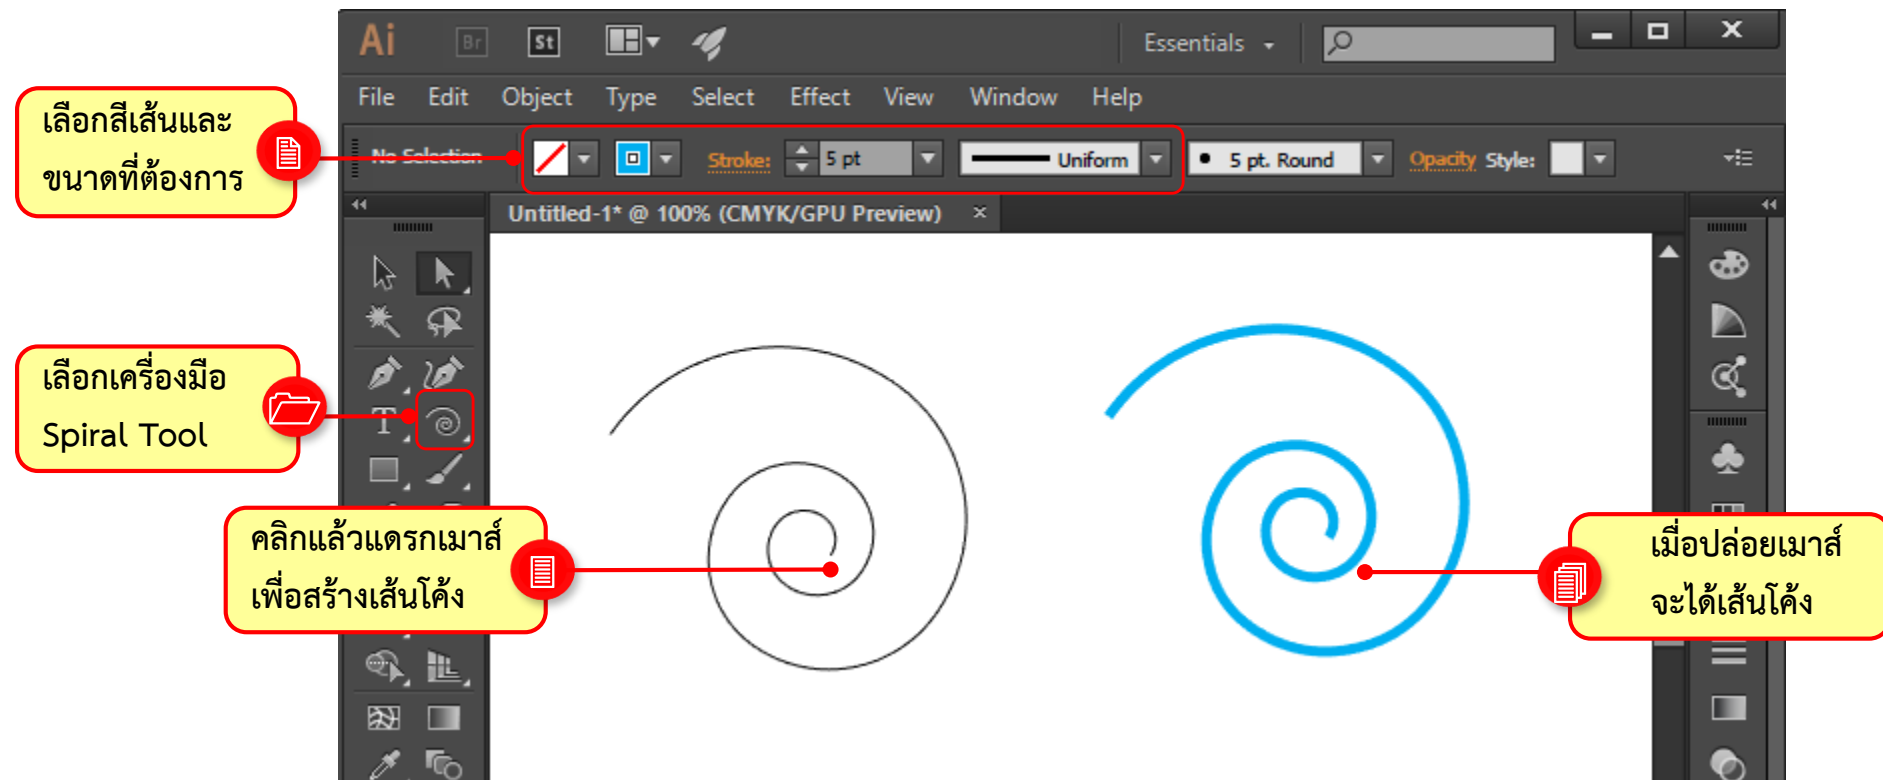 Ai Br St Essentials
File Edit Object Type Select Effect View Window Help
เลือกสีเส้นและ
ขนาดที่ต้องการ
No Selection Stroke: 5 pt Uniform 5 pt. Round Opacity Style:
Untitled-1* @ 100% (CMYK/GPU Preview) ×
เลือกเครื่องมือ
Spiral Tool
คลิกแล้วแดรกเมาส์
เพื่อสร้างเส้นโค้ง
เมื่อปล่อยเมาส์
จะได้เส้นโค้ง